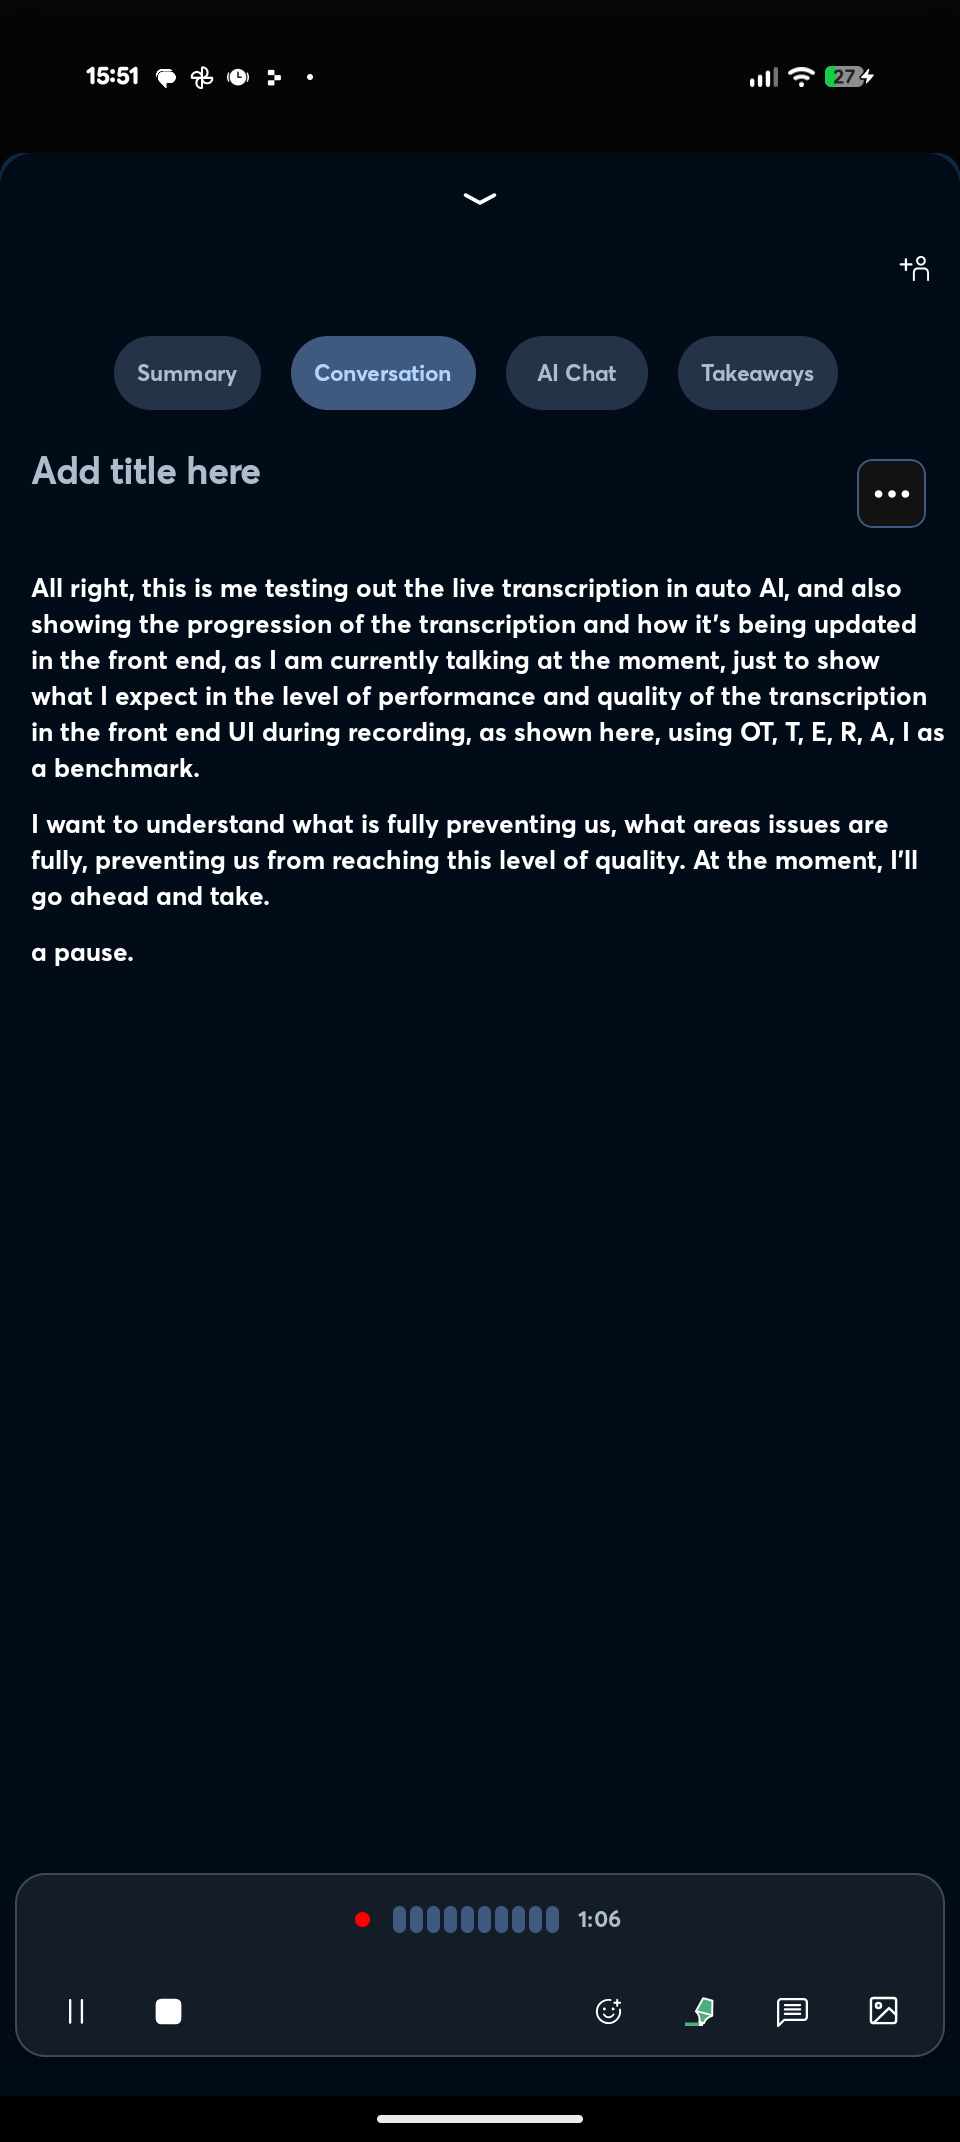 15:51
27
Summary
Conversation
AI Chat
Takeaways
Add title here
All right, this is me testing out the live transcription in auto AI, and also
showing the progression of the transcription and how it's being updated
in the front end, as I am currently talking at the moment, just to show
what I expect in the level of performance and quality of the transcription
in the front end UI during recording, as shown here, using OT, T, E, R, A, I as
a benchmark.
I want to understand what is fully preventing us, what areas issues are
fully, preventing us from reaching this level of quality. At the moment, I'll
go ahead and take.
a pause.
1:06